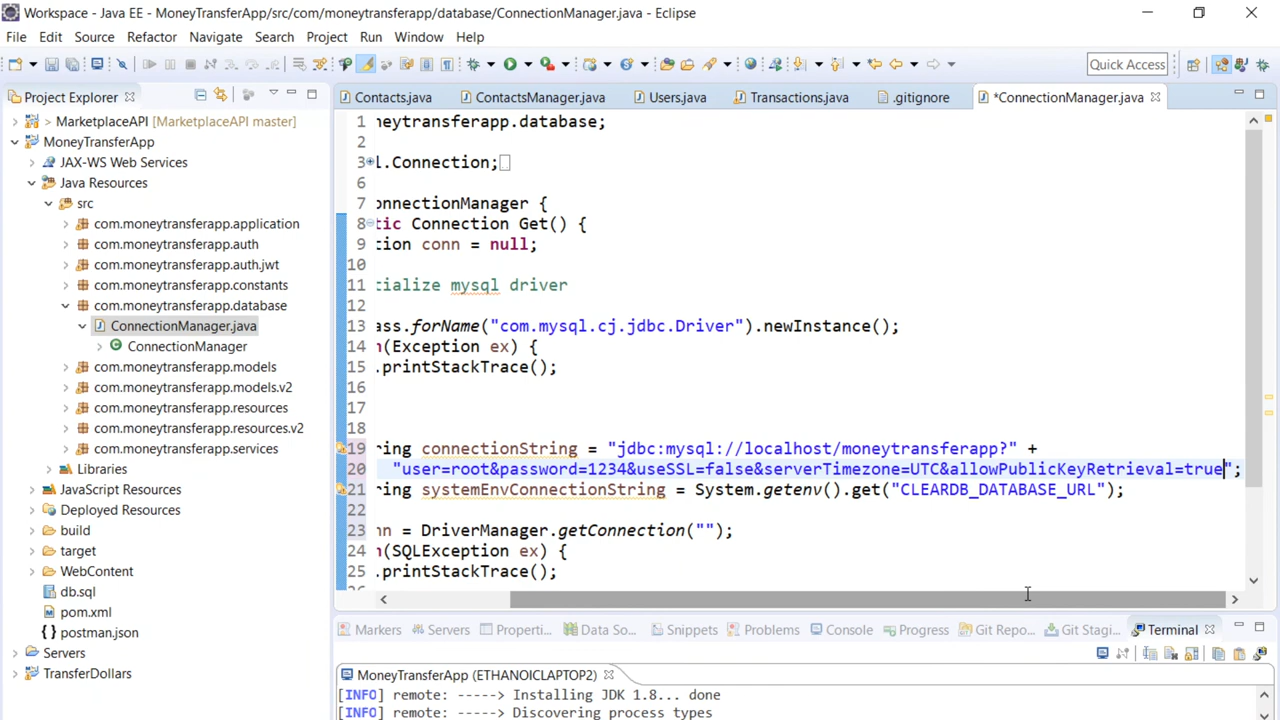 Workspace - Java EE - MoneyTransferApp/src/com/moneytransferapp/database/ConnectionManager.java - Eclipse
File Edit Source Refactor Navigate Search Project Run Window Help
Quick Access
Project Explorer
> MarketplaceAPI [MarketplaceAPI master]
MoneyTransferApp
JAX-WS Web Services
Java Resources
src
com.moneytransferapp.application
com.moneytransferapp.auth
com.moneytransferapp.auth.jwt
com.moneytransferapp.constants
com.moneytransferapp.database
ConnectionManager.java
ConnectionManager
com.moneytransferapp.models
com.moneytransferapp.models.v2
com.moneytransferapp.resources
com.moneytransferapp.resources.v2
com.moneytransferapp.services
Libraries
JavaScript Resources
Deployed Resources
build
target
WebContent
db.sql
pom.xml
postman.json
Servers
TransferDollars
Contacts.java ContactsManager.java Users.java Transactions.java .gitignore *ConnectionManager.java
1 neytransferapp.database;
2
3 l.Connection;
6
7 onnectionManager {
8 tic Connection Get() {
9 tion conn = null;
10
11 cialize mysql driver
12
13 ass.forName("com.mysql.cj.jdbc.Driver").newInstance();
14 n(Exception ex) {
15 .printStackTrace();
16
17
18
19 ring connectionString = "jdbc:mysql://localhost/moneytransferapp?" +
20 "user=root&password=1234&useSSL=false&serverTimezone=UTC&allowPublicKeyRetrieval=true";
21 ring systemEnvConnectionString = System.getenv().get("CLEARDB_DATABASE_URL");
22
23 nn = DriverManager.getConnection("");
24 n(SQLException ex) {
25 .printStackTrace();
Markers Servers Properti... Data So... Snippets Problems Console Progress Git Repo... Git Stagi... Terminal
MoneyTransferApp (ETHANOICLAPTOP2)
[INFO] remote: -----> Installing JDK 1.8... done
[INFO] remote: -----> Discovering process types